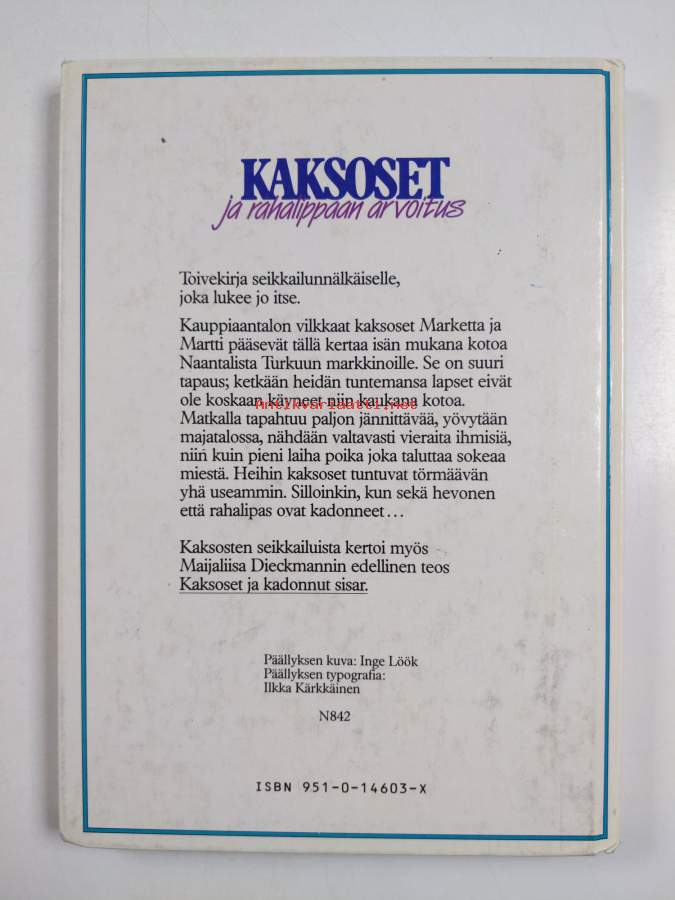 KAKSOSET
ja rahalippaan arvoitus
Toivekirja seikkailunnälkäiselle,
joka lukee jo itse.
Kauppiaantalon vilkkaat kaksoset Marketta ja
Martti pääsevät tällä kertaa isän mukana kotoa
Naantalista Turkuun markkinoille. Se on suuri
tapaus; ketkään heidän tuntemansa lapset eivät
ole koskaan käyneet niin kaukana kotoa.
Antikvariaatti.net
Matkalla tapahtuu paljon jännittävää, yövytään
majatalossa, nähdään valtavasti vieraita ihmisiä,
niin kuin pieni laiha poika joka taluttaa sokeaa
miestä. Heihin kaksoset tuntuvat törmäävän
yhä useammin. Silloinkin, kun sekä hevonen
että rahalipas ovat kadonneet...
Kaksosten seikkailuista kertoi myös
Maijaliisa Dieckmannin edellinen teos
Kaksoset ja kadonnut sisar.
Päällyksen kuva: Inge Löök
Päällyksen typografia:
Ilkka Kärkkäinen
N842
ISBN 951-0-14603-X